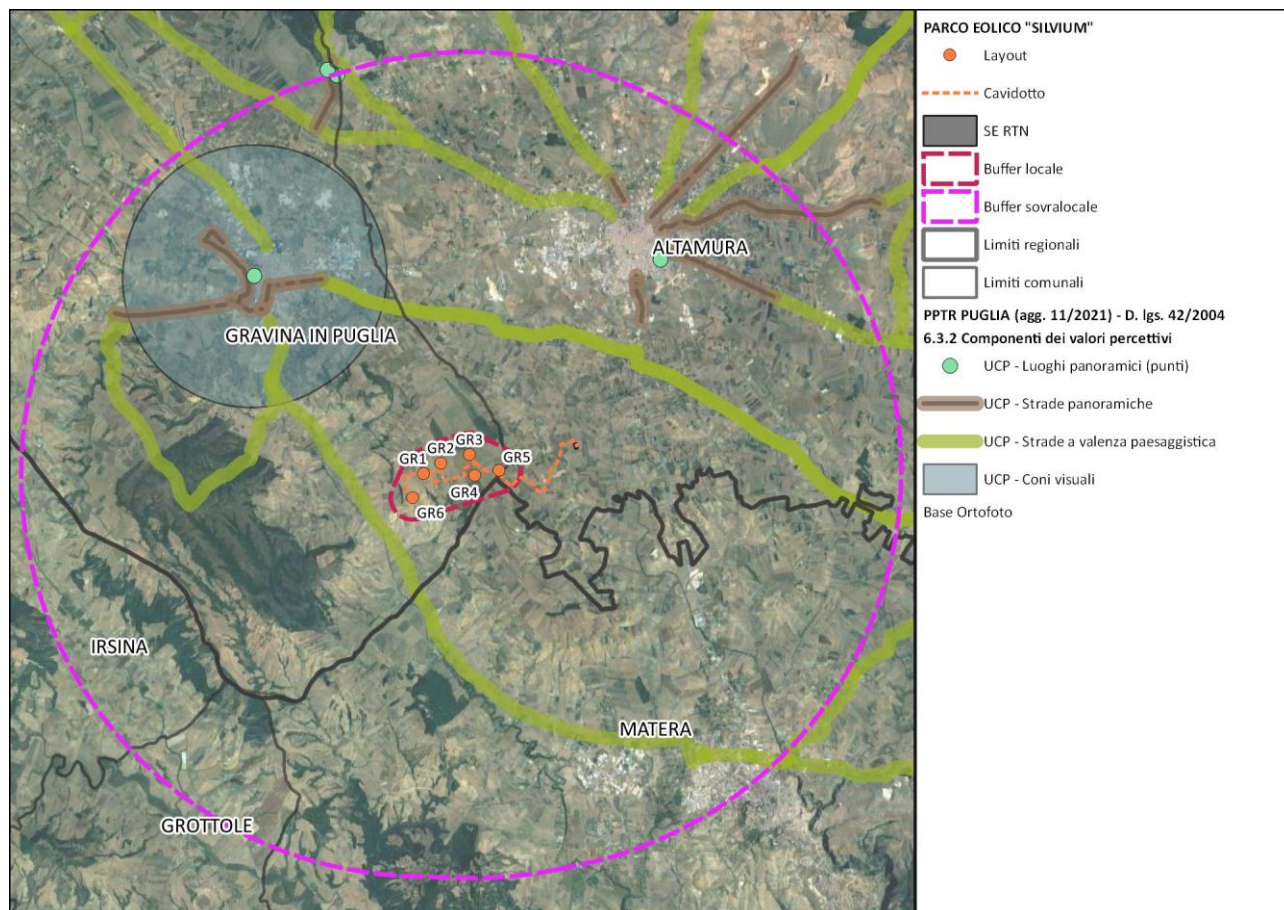 PARCO EOLICO "SILVIUM"
Layout
Cavidotto
SE RTN
Buffer locale
Buffer sovralocale
Limiti regionali
Limiti comunali
PPTR PUGLIA (agg. 11/2021) - D. lgs. 42/2004
6.3.2 Componenti dei valori percettivi
UCP - Luoghi panoramici (punti)
UCP - Strade panoramiche
UCP - Strade a valenza paesaggistica
UCP - Coni visuali
Base Ortofoto
ALTAMURA
GRAVINA IN PUGLIA
GR3
GR2
GR1
GR5
GR4
GR6
IRSINA
MATERA
GROTTOLE